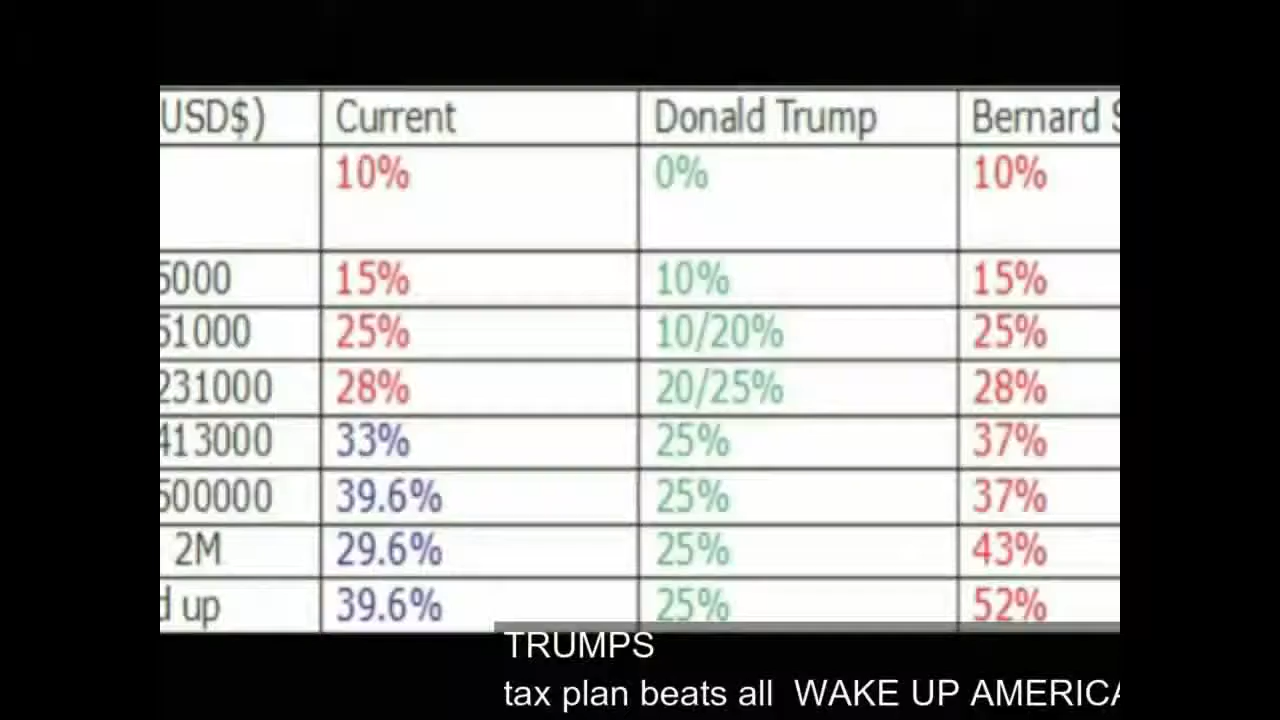 USD$) Current Donald Trump Bernard
10% 0% 10%
5000 15% 10% 15%
51000 25% 10/20% 25%
231000 28% 20/25% 28%
413000 33% 25% 37%
500000 39.6% 25% 37%
2M 29.6% 25% 43%
d up 39.6% 25% 52%
TRUMPS
tax plan beats all WAKE UP AMERICA